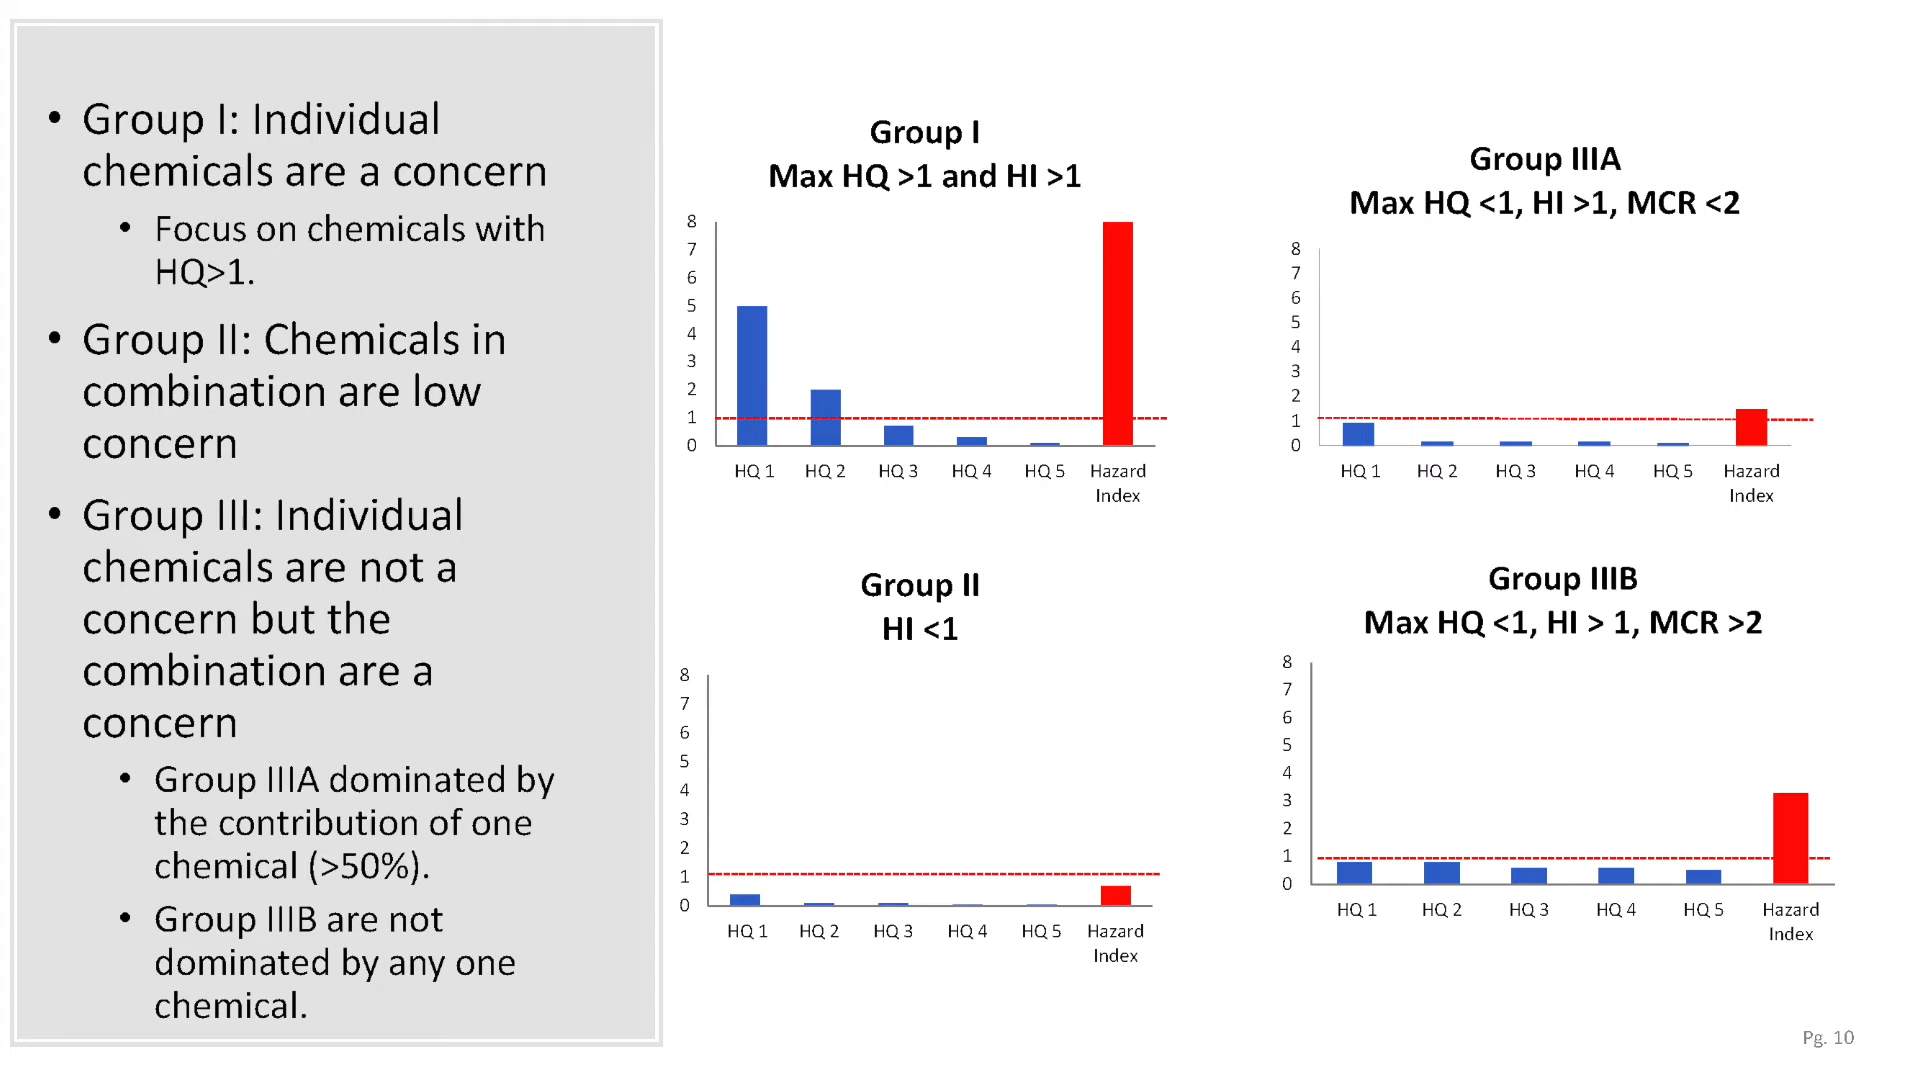 • Group I: Individual
chemicals are a concern
• Focus on chemicals with
HQ>1.
• Group II: Chemicals in
combination are low
concern
• Group III: Individual
chemicals are not a
concern but the
combination are a
concern
• Group IIIA dominated by
the contribution of one
chemical (>50%).
• Group IIIB are not
dominated by any one
chemical.
Group I
Max HQ >1 and HI >1
8
7
6
5
4
3
2
1
0
HQ 1 HQ 2 HQ 3 HQ 4 HQ 5 Hazard
Index
Group IIIA
Max HQ <1, HI >1, MCR <2
8
7
6
5
4
3
2
1
0
HQ 1 HQ 2 HQ 3 HQ 4 HQ 5 Hazard
Index
Group II
HI <1
8
7
6
5
4
3
2
1
0
HQ 1 HQ 2 HQ 3 HQ 4 HQ 5 Hazard
Index
Group IIIB
Max HQ <1, HI > 1, MCR >2
8
7
6
5
4
3
2
1
0
HQ 1 HQ 2 HQ 3 HQ 4 HQ 5 Hazard
Index
Pg. 10